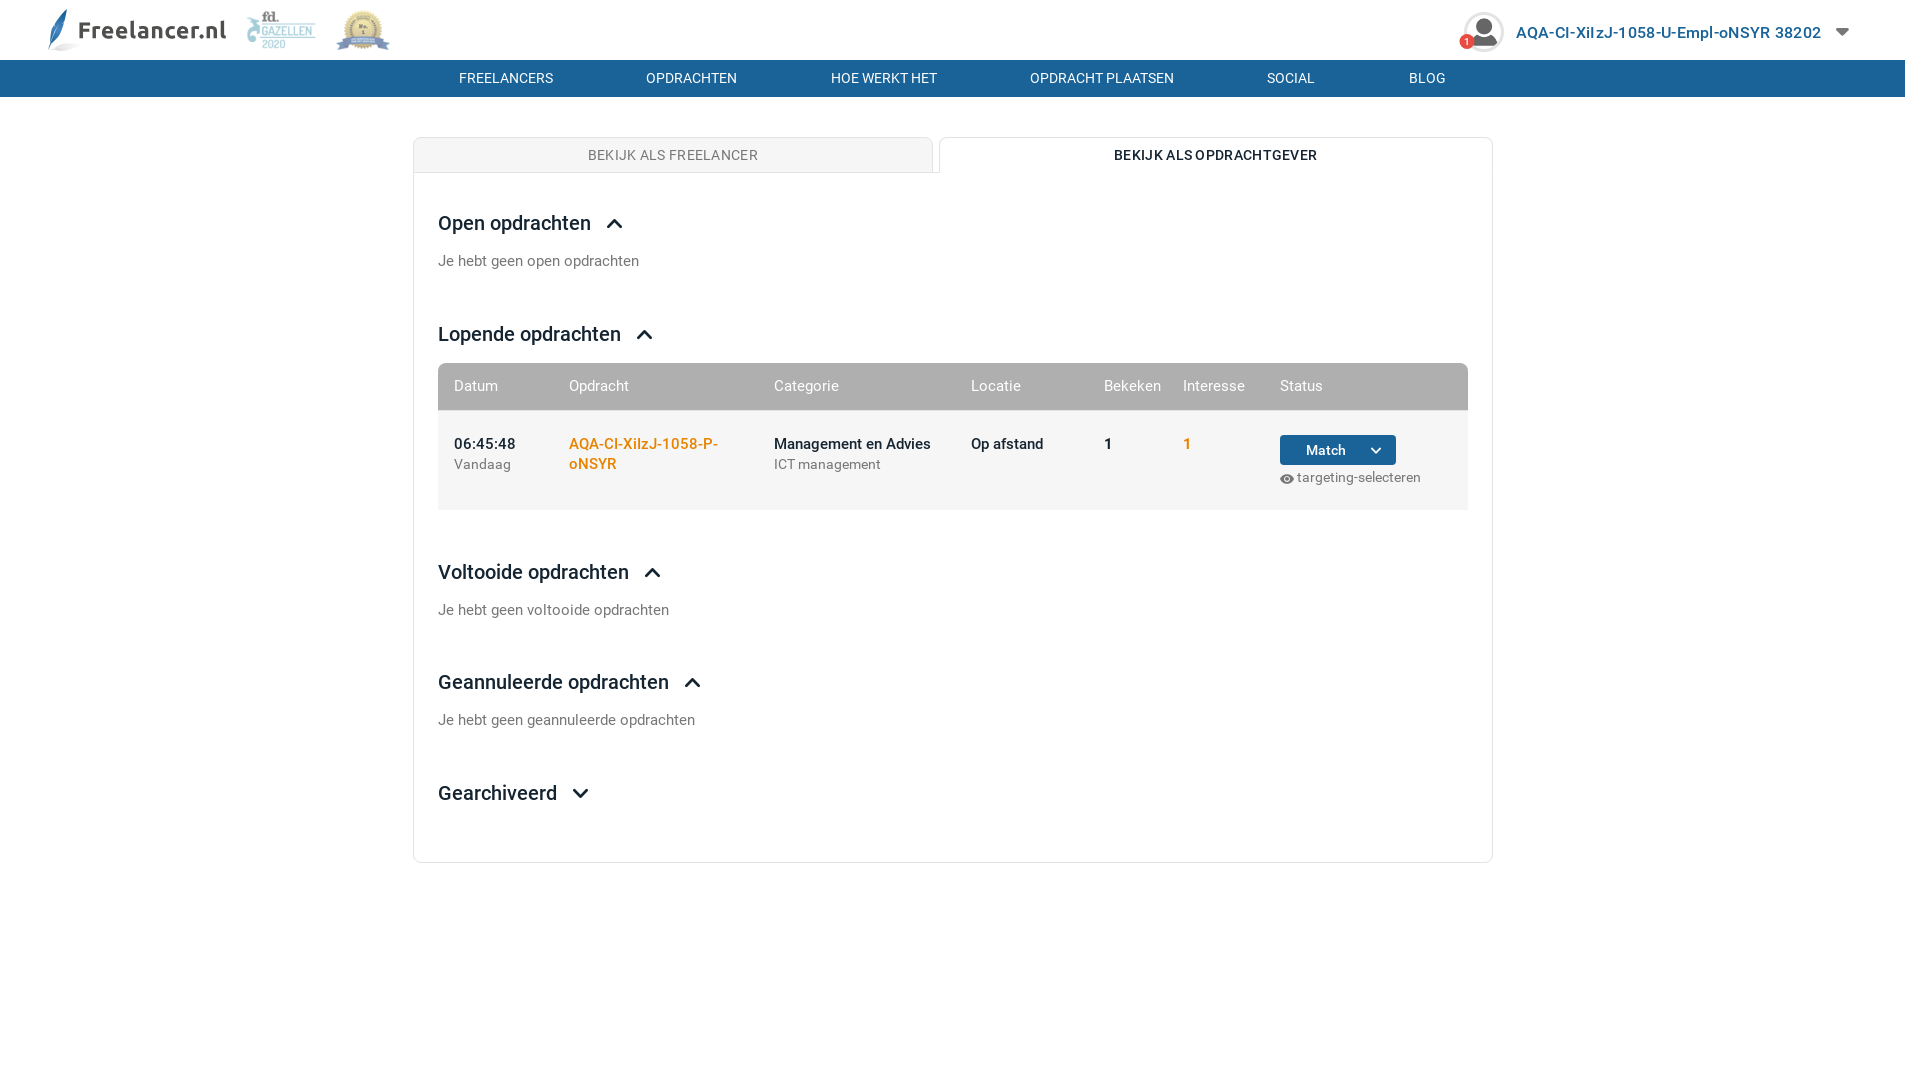 Freelancer.nl
fd.
GAZELLEN
2020
1
AQA-CI-XiIzJ-1058-U-Empl-oNSYR 38202
FREELANCERS OPDRACHTEN HOE WERKT HET OPDRACHT PLAATSEN SOCIAL BLOG
BEKIJK ALS FREELANCER BEKIJK ALS OPDRACHTGEVER
Open opdrachten
Je hebt geen open opdrachten
Lopende opdrachten
Datum Opdracht Categorie Locatie Bekeken Interesse Status
06:45:48 AQA-CI-XiIzJ-1058-P- Management en Advies Op afstand 1 1 Match
Vandaag oNSYR ICT management
targeting-selecteren
Voltooide opdrachten
Je hebt geen voltooide opdrachten
Geannuleerde opdrachten
Je hebt geen geannuleerde opdrachten
Gearchiveerd